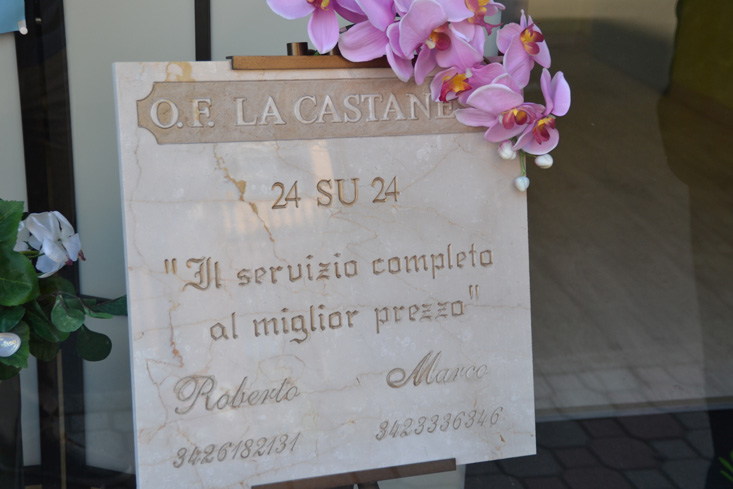 O.F. LA CASTANE
24 SU 24
"Il servizio completo
al miglior prezzo"
Roberto Marco
3426182131 3423336346